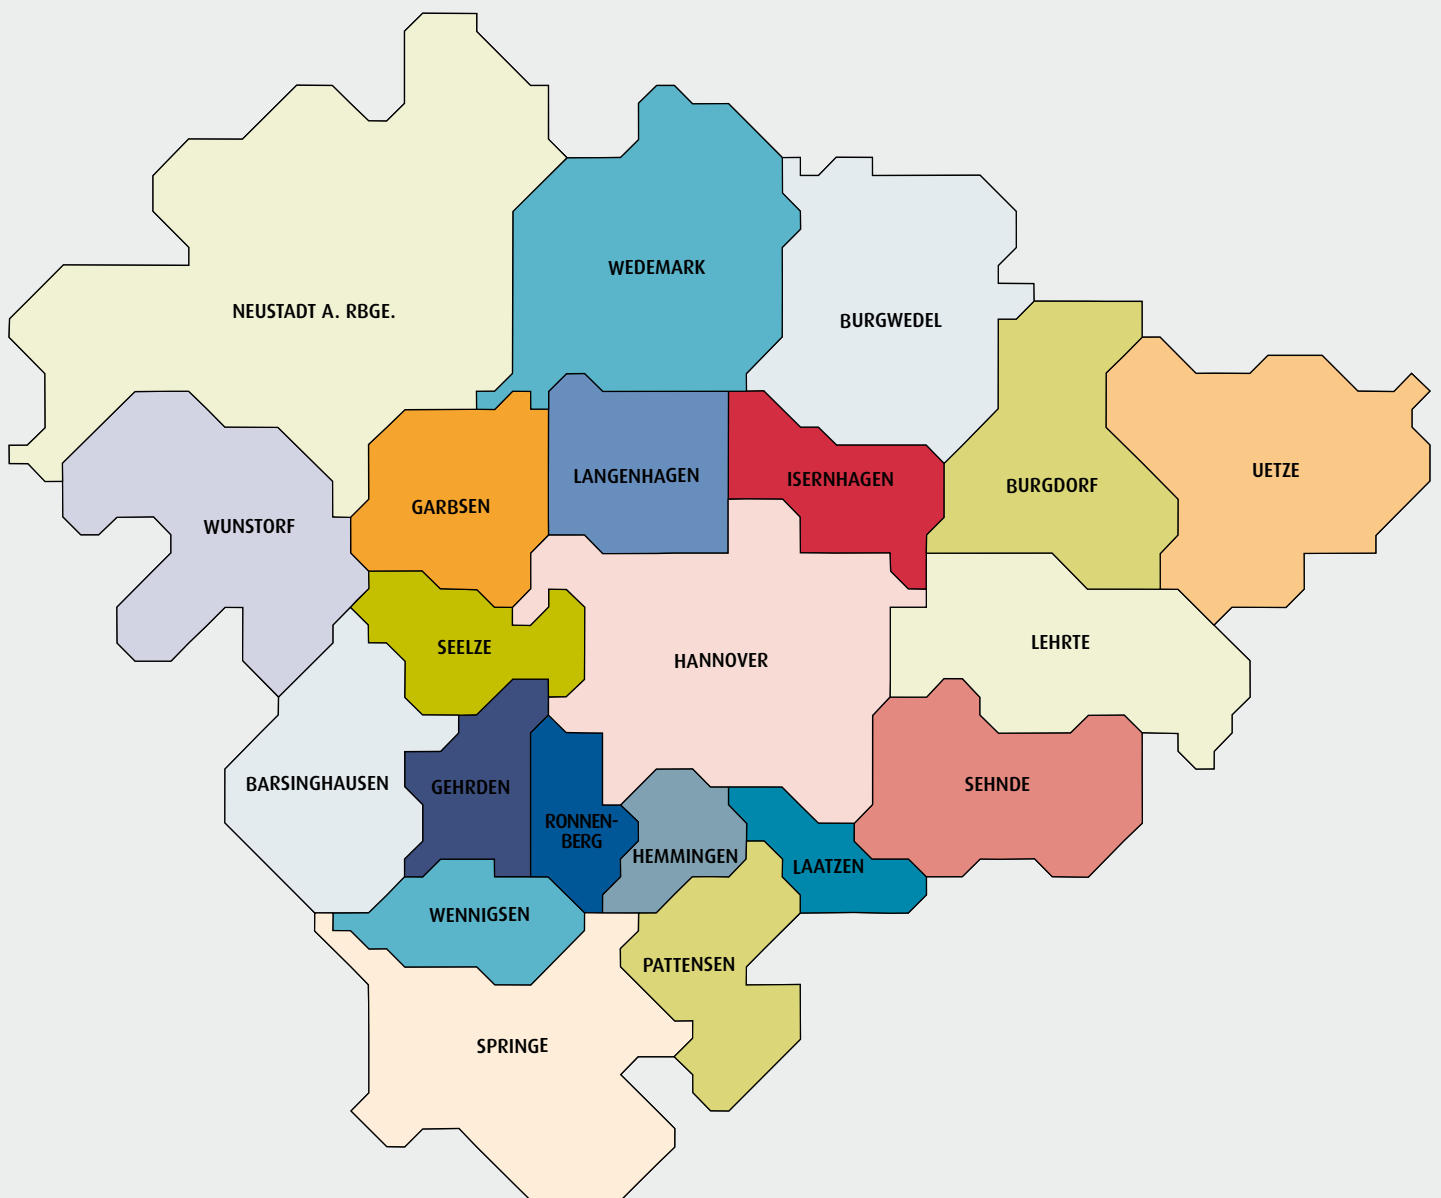 WEDEMARK
NEUSTADT A. RBGE.
BURGWEDEL
UETZE
LANGENHAGEN
ISERNHAGEN
BURGDORF
GARBSEN
WUNSTORF
LEHRTE
SEELZE
HANNOVER
BARSINGHAUSEN
GEHRDEN
SEHNDE
RONNEN-
BERG
HEMMINGEN
LAATZEN
WENNIGSEN
PATTENSEN
SPRINGE